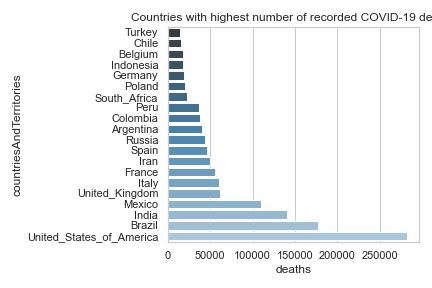 Countries with highest number of recorded COVID-19 de
countriesAndTerritories
Turkey
Chile
Belgium
Indonesia
Germany
Poland
South_Africa
Peru
Colombia
Argentina
Russia
Spain
Iran
France
Italy
United_Kingdom
Mexico
India
Brazil
United_States_of_America
0 50000 100000 150000 200000 250000
deaths